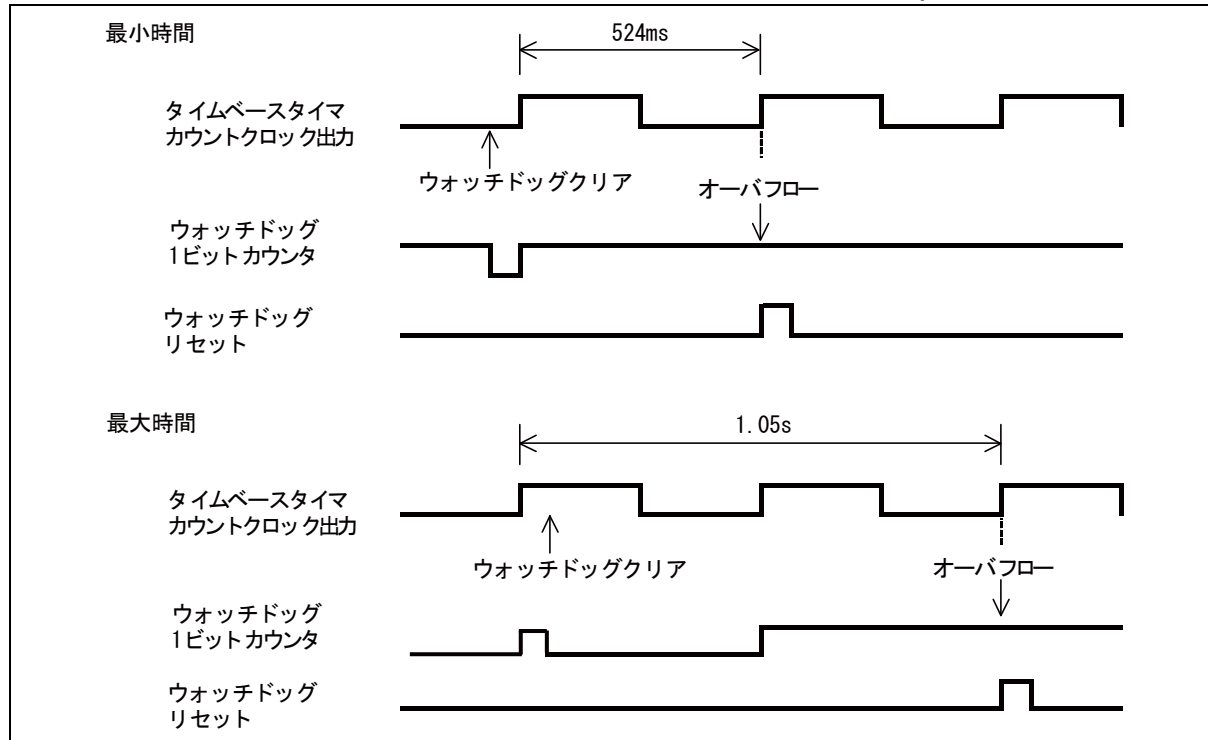 最小時間
524ms
タイムベースタイマ
カウントクロック出力
ウォッチドッグクリア
オーバフロー
ウォッチドッグ
1ビットカウンタ
ウォッチドッグ
リセット
最大時間
1.05s
タイムベースタイマ
カウントクロック出力
ウォッチドッグクリア
オーバフロー
ウォッチドッグ
1ビットカウンタ
ウォッチドッグ
リセット